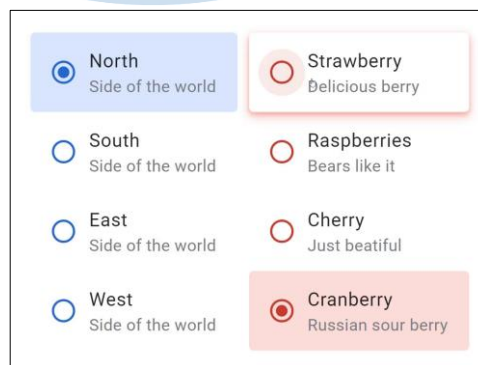 North
Side of the world
South
Side of the world
East
Side of the world
West
Side of the world
Strawberry
Delicious berry
Raspberries
Bears like it
Cherry
Just beatiful
Cranberry
Russian sour berry